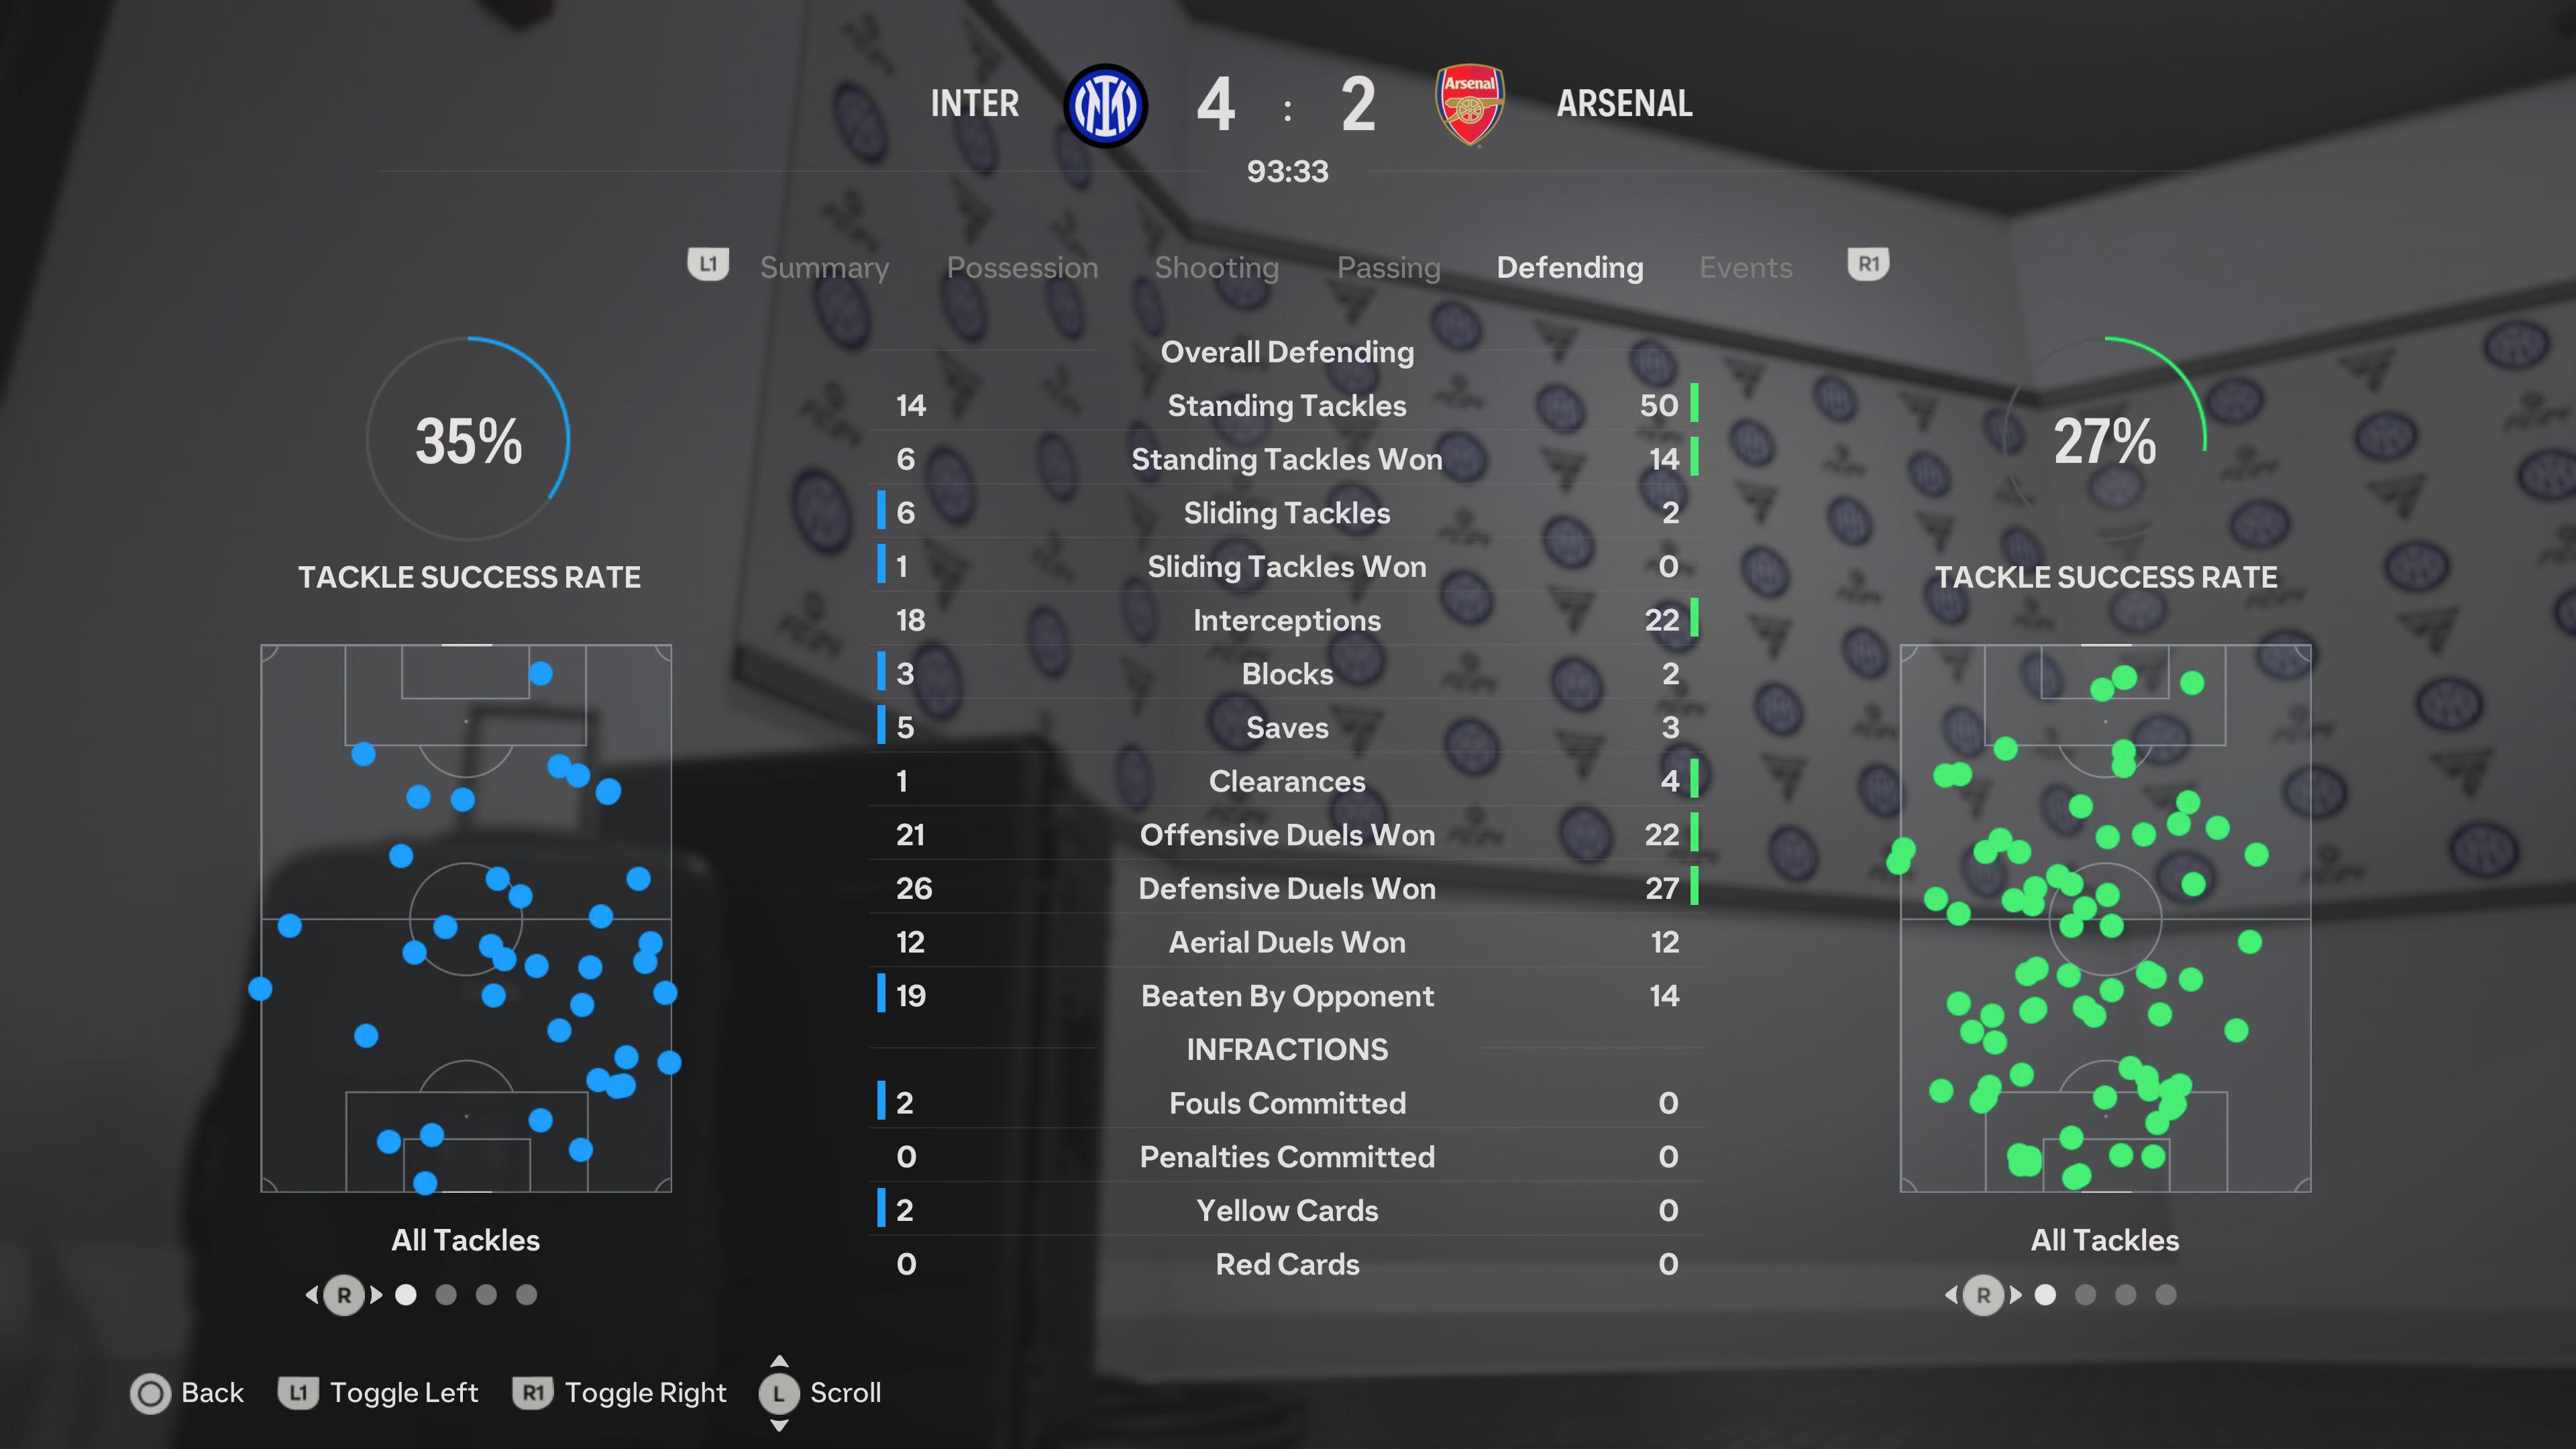 INTER 4 : 2 Arsenal ARSENAL
93:33
L1 Summary Possession Shooting Passing Defending Events R1
Overall Defending
14 Standing Tackles 50
6 Standing Tackles Won 14
6 Sliding Tackles 2
1 Sliding Tackles Won 0
18 Interceptions 22
3 Blocks 2
5 Saves 3
1 Clearances 4
21 Offensive Duels Won 22
26 Defensive Duels Won 27
12 Aerial Duels Won 12
19 Beaten By Opponent 14
INFRACTIONS
2 Fouls Committed 0
0 Penalties Committed 0
2 Yellow Cards 0
0 Red Cards 0
35%
TACKLE SUCCESS RATE
All Tackles
R
27%
TACKLE SUCCESS RATE
All Tackles
R
Back L1 Toggle Left R1 Toggle Right L Scroll